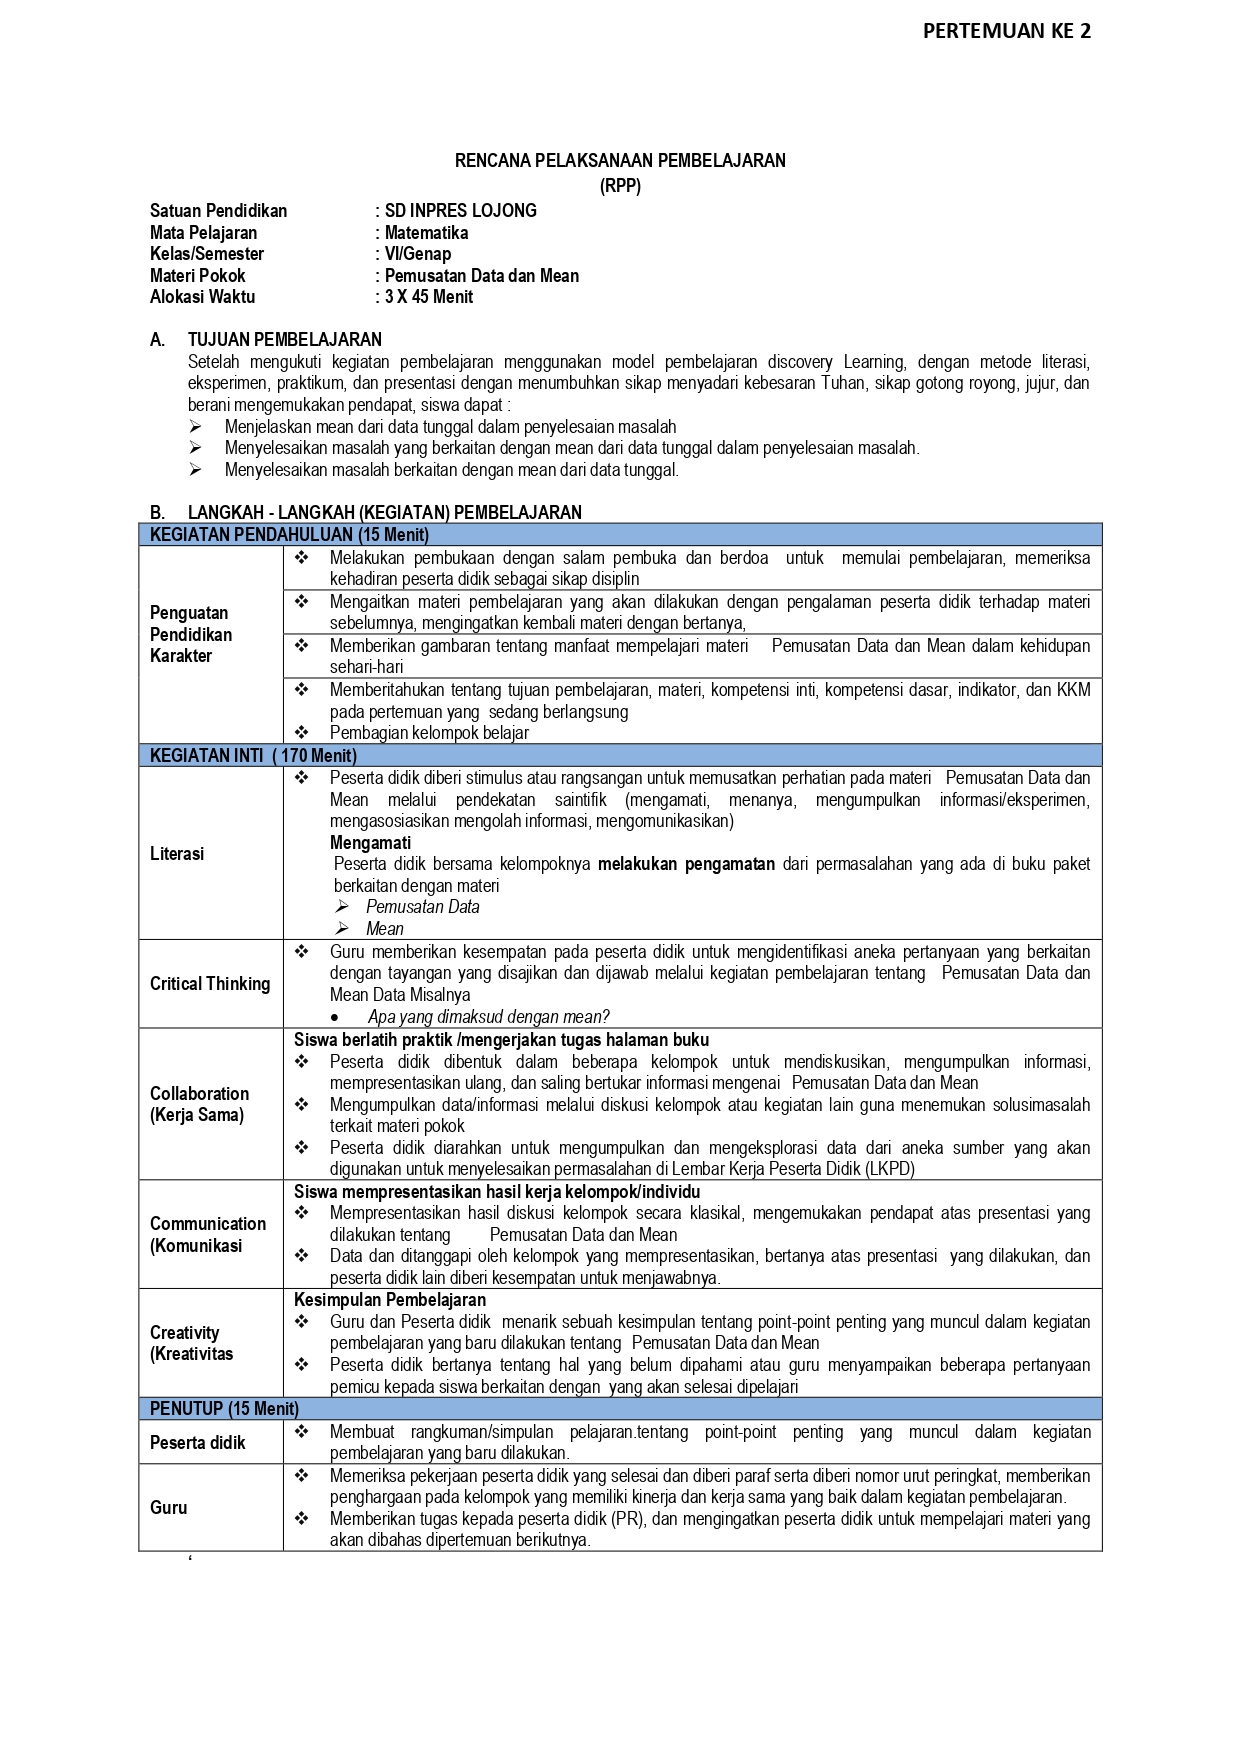 PERTEMUAN KE 2
RENCANA PELAKSANAAN PEMBELAJARAN
(RPP)
Satuan Pendidikan : SD INPRES LOJONG
Mata Pelajaran : Matematika
Kelas/Semester : VI/Genap
Materi Pokok : Pemusatan Data dan Mean
Alokasi Waktu : 3 X 45 Menit
A. TUJUAN PEMBELAJARAN
Setelah mengukuti kegiatan pembelajaran menggunakan model pembelajaran discovery Learning, dengan metode literasi,
eksperimen, praktikum, dan presentasi dengan menumbuhkan sikap menyadari kebesaran Tuhan, sikap gotong royong, jujur, dan
berani mengemukakan pendapat, siswa dapat :
➢ Menjelaskan mean dari data tunggal dalam penyelesaian masalah
➢ Menyelesaikan masalah yang berkaitan dengan mean dari data tunggal dalam penyelesaian masalah.
➢ Menyelesaikan masalah berkaitan dengan mean dari data tunggal.
B. LANGKAH - LANGKAH (KEGIATAN) PEMBELAJARAN
KEGIATAN PENDAHULUAN (15 Menit)
Penguatan
Pendidikan
Karakter
❖ Melakukan pembukaan dengan salam pembuka dan berdoa untuk memulai pembelajaran, memeriksa
kehadiran peserta didik sebagai sikap disiplin
❖ Mengaitkan materi pembelajaran yang akan dilakukan dengan pengalaman peserta didik terhadap materi
sebelumnya, mengingatkan kembali materi dengan bertanya,
❖ Memberikan gambaran tentang manfaat mempelajari materi Pemusatan Data dan Mean dalam kehidupan
sehari-hari
❖ Memberitahukan tentang tujuan pembelajaran, materi, kompetensi inti, kompetensi dasar, indikator, dan KKM
pada pertemuan yang sedang berlangsung
❖ Pembagian kelompok belajar
KEGIATAN INTI ( 170 Menit)
Literasi
❖ Peserta didik diberi stimulus atau rangsangan untuk memusatkan perhatian pada materi Pemusatan Data dan
Mean melalui pendekatan saintifik (mengamati, menanya, mengumpulkan informasi/eksperimen,
mengasosiasikan mengolah informasi, mengomunikasikan)
Mengamati
Peserta didik bersama kelompoknya melakukan pengamatan dari permasalahan yang ada di buku paket
berkaitan dengan materi
➢ Pemusatan Data
➢ Mean
Critical Thinking
❖ Guru memberikan kesempatan pada peserta didik untuk mengidentifikasi aneka pertanyaan yang berkaitan
dengan tayangan yang disajikan dan dijawab melalui kegiatan pembelajaran tentang Pemusatan Data dan
Mean Data Misalnya
• Apa yang dimaksud dengan mean?
Collaboration
(Kerja Sama)
Siswa berlatih praktik /mengerjakan tugas halaman buku
❖ Peserta didik dibentuk dalam beberapa kelompok untuk mendiskusikan, mengumpulkan informasi,
mempresentasikan ulang, dan saling bertukar informasi mengenai Pemusatan Data dan Mean
❖ Mengumpulkan data/informasi melalui diskusi kelompok atau kegiatan lain guna menemukan solusimasalah
terkait materi pokok
❖ Peserta didik diarahkan untuk mengumpulkan dan mengeksplorasi data dari aneka sumber yang akan
digunakan untuk menyelesaikan permasalahan di Lembar Kerja Peserta Didik (LKPD)
Communication
(Komunikasi
Siswa mempresentasikan hasil kerja kelompok/individu
❖ Mempresentasikan hasil diskusi kelompok secara klasikal, mengemukakan pendapat atas presentasi yang
dilakukan tentang Pemusatan Data dan Mean
❖ Data dan ditanggapi oleh kelompok yang mempresentasikan, bertanya atas presentasi yang dilakukan, dan
peserta didik lain diberi kesempatan untuk menjawabnya.
Creativity
(Kreativitas
Kesimpulan Pembelajaran
❖ Guru dan Peserta didik menarik sebuah kesimpulan tentang point-point penting yang muncul dalam kegiatan
pembelajaran yang baru dilakukan tentang Pemusatan Data dan Mean
❖ Peserta didik bertanya tentang hal yang belum dipahami atau guru menyampaikan beberapa pertanyaan
pemicu kepada siswa berkaitan dengan yang akan selesai dipelajari
PENUTUP (15 Menit)
Peserta didik
❖ Membuat rangkuman/simpulan pelajaran.tentang point-point penting yang muncul dalam kegiatan
pembelajaran yang baru dilakukan.
Guru
❖ Memeriksa pekerjaan peserta didik yang selesai dan diberi paraf serta diberi nomor urut peringkat, memberikan
penghargaan pada kelompok yang memiliki kinerja dan kerja sama yang baik dalam kegiatan pembelajaran.
❖ Memberikan tugas kepada peserta didik (PR), dan mengingatkan peserta didik untuk mempelajari materi yang
akan dibahas dipertemuan berikutnya.
‘